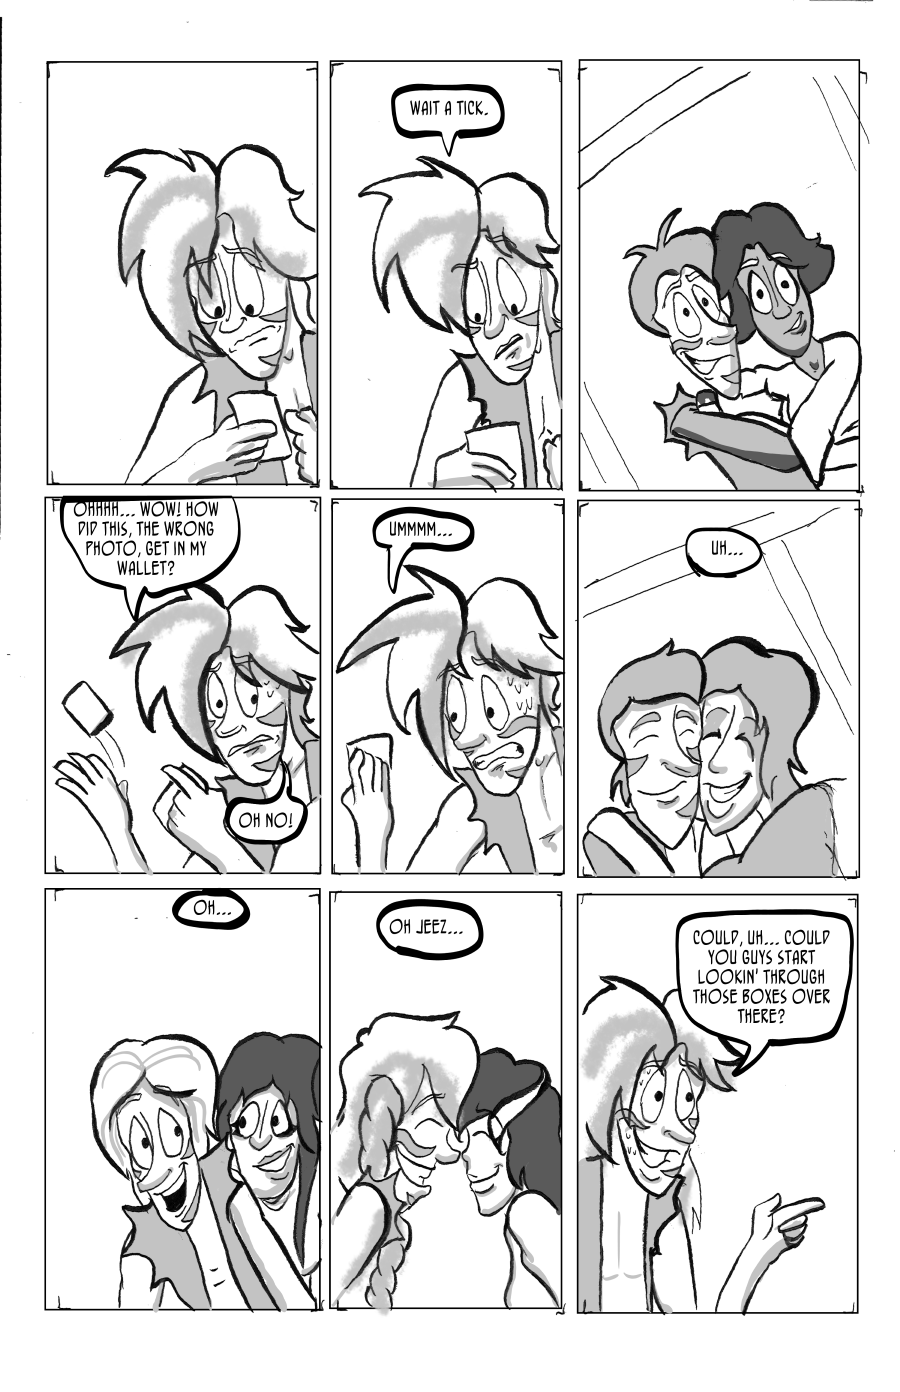 WAIT A TICK.
OHHHH... WOW! HOW
DID THIS, THE WRONG
PHOTO, GET IN MY
WALLET?
OH NO!
UMMMM...
UH...
OH...
OH JEEZ...
COULD, UH... COULD
YOU GUYS START
LOOKIN' THROUGH
THOSE BOXES OVER
THERE?